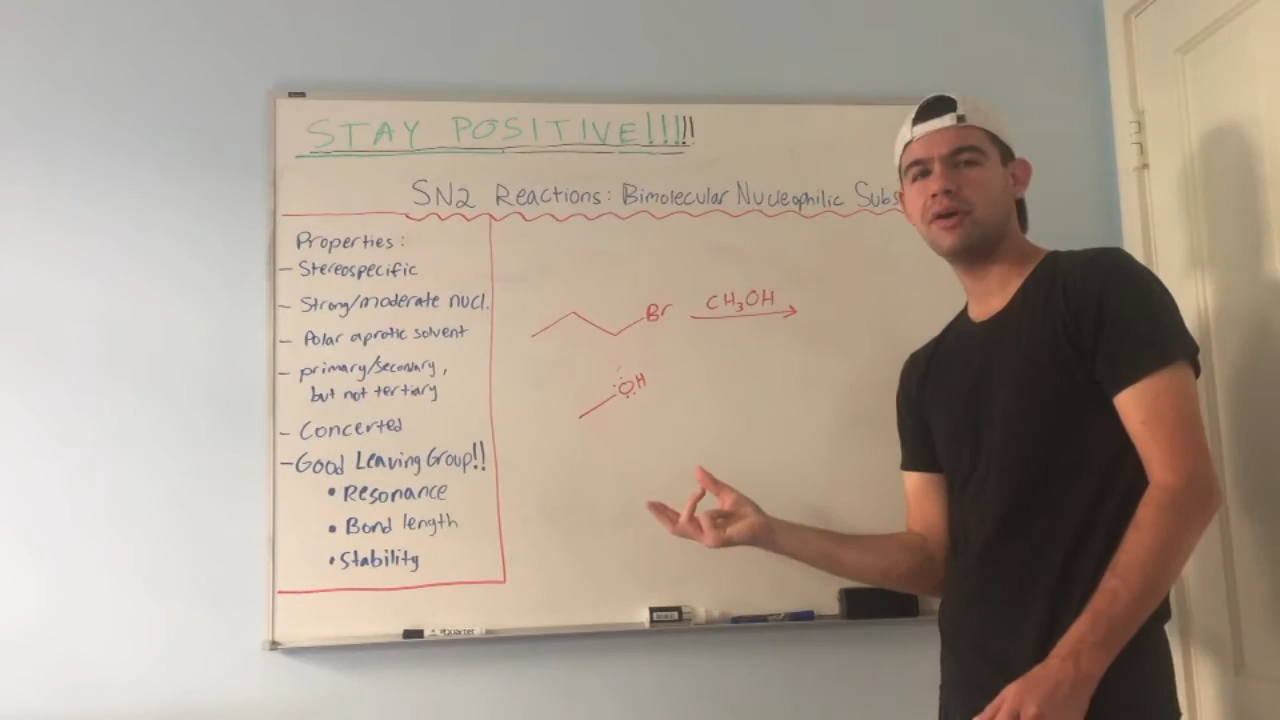 STAY POSITIVE!!!!!!
SN2 Reactions: Bimolecular Nucleophilic Subs
Properties:
- Stereospecific
- Strong/moderate nucl.
- Polar aprotic solvent
- primary/secondary,
but not tertiary
- Concerted
- Good Leaving Group!!
• Resonance
• Bond length
• Stability
Br
CH3OH
OH
Quartet